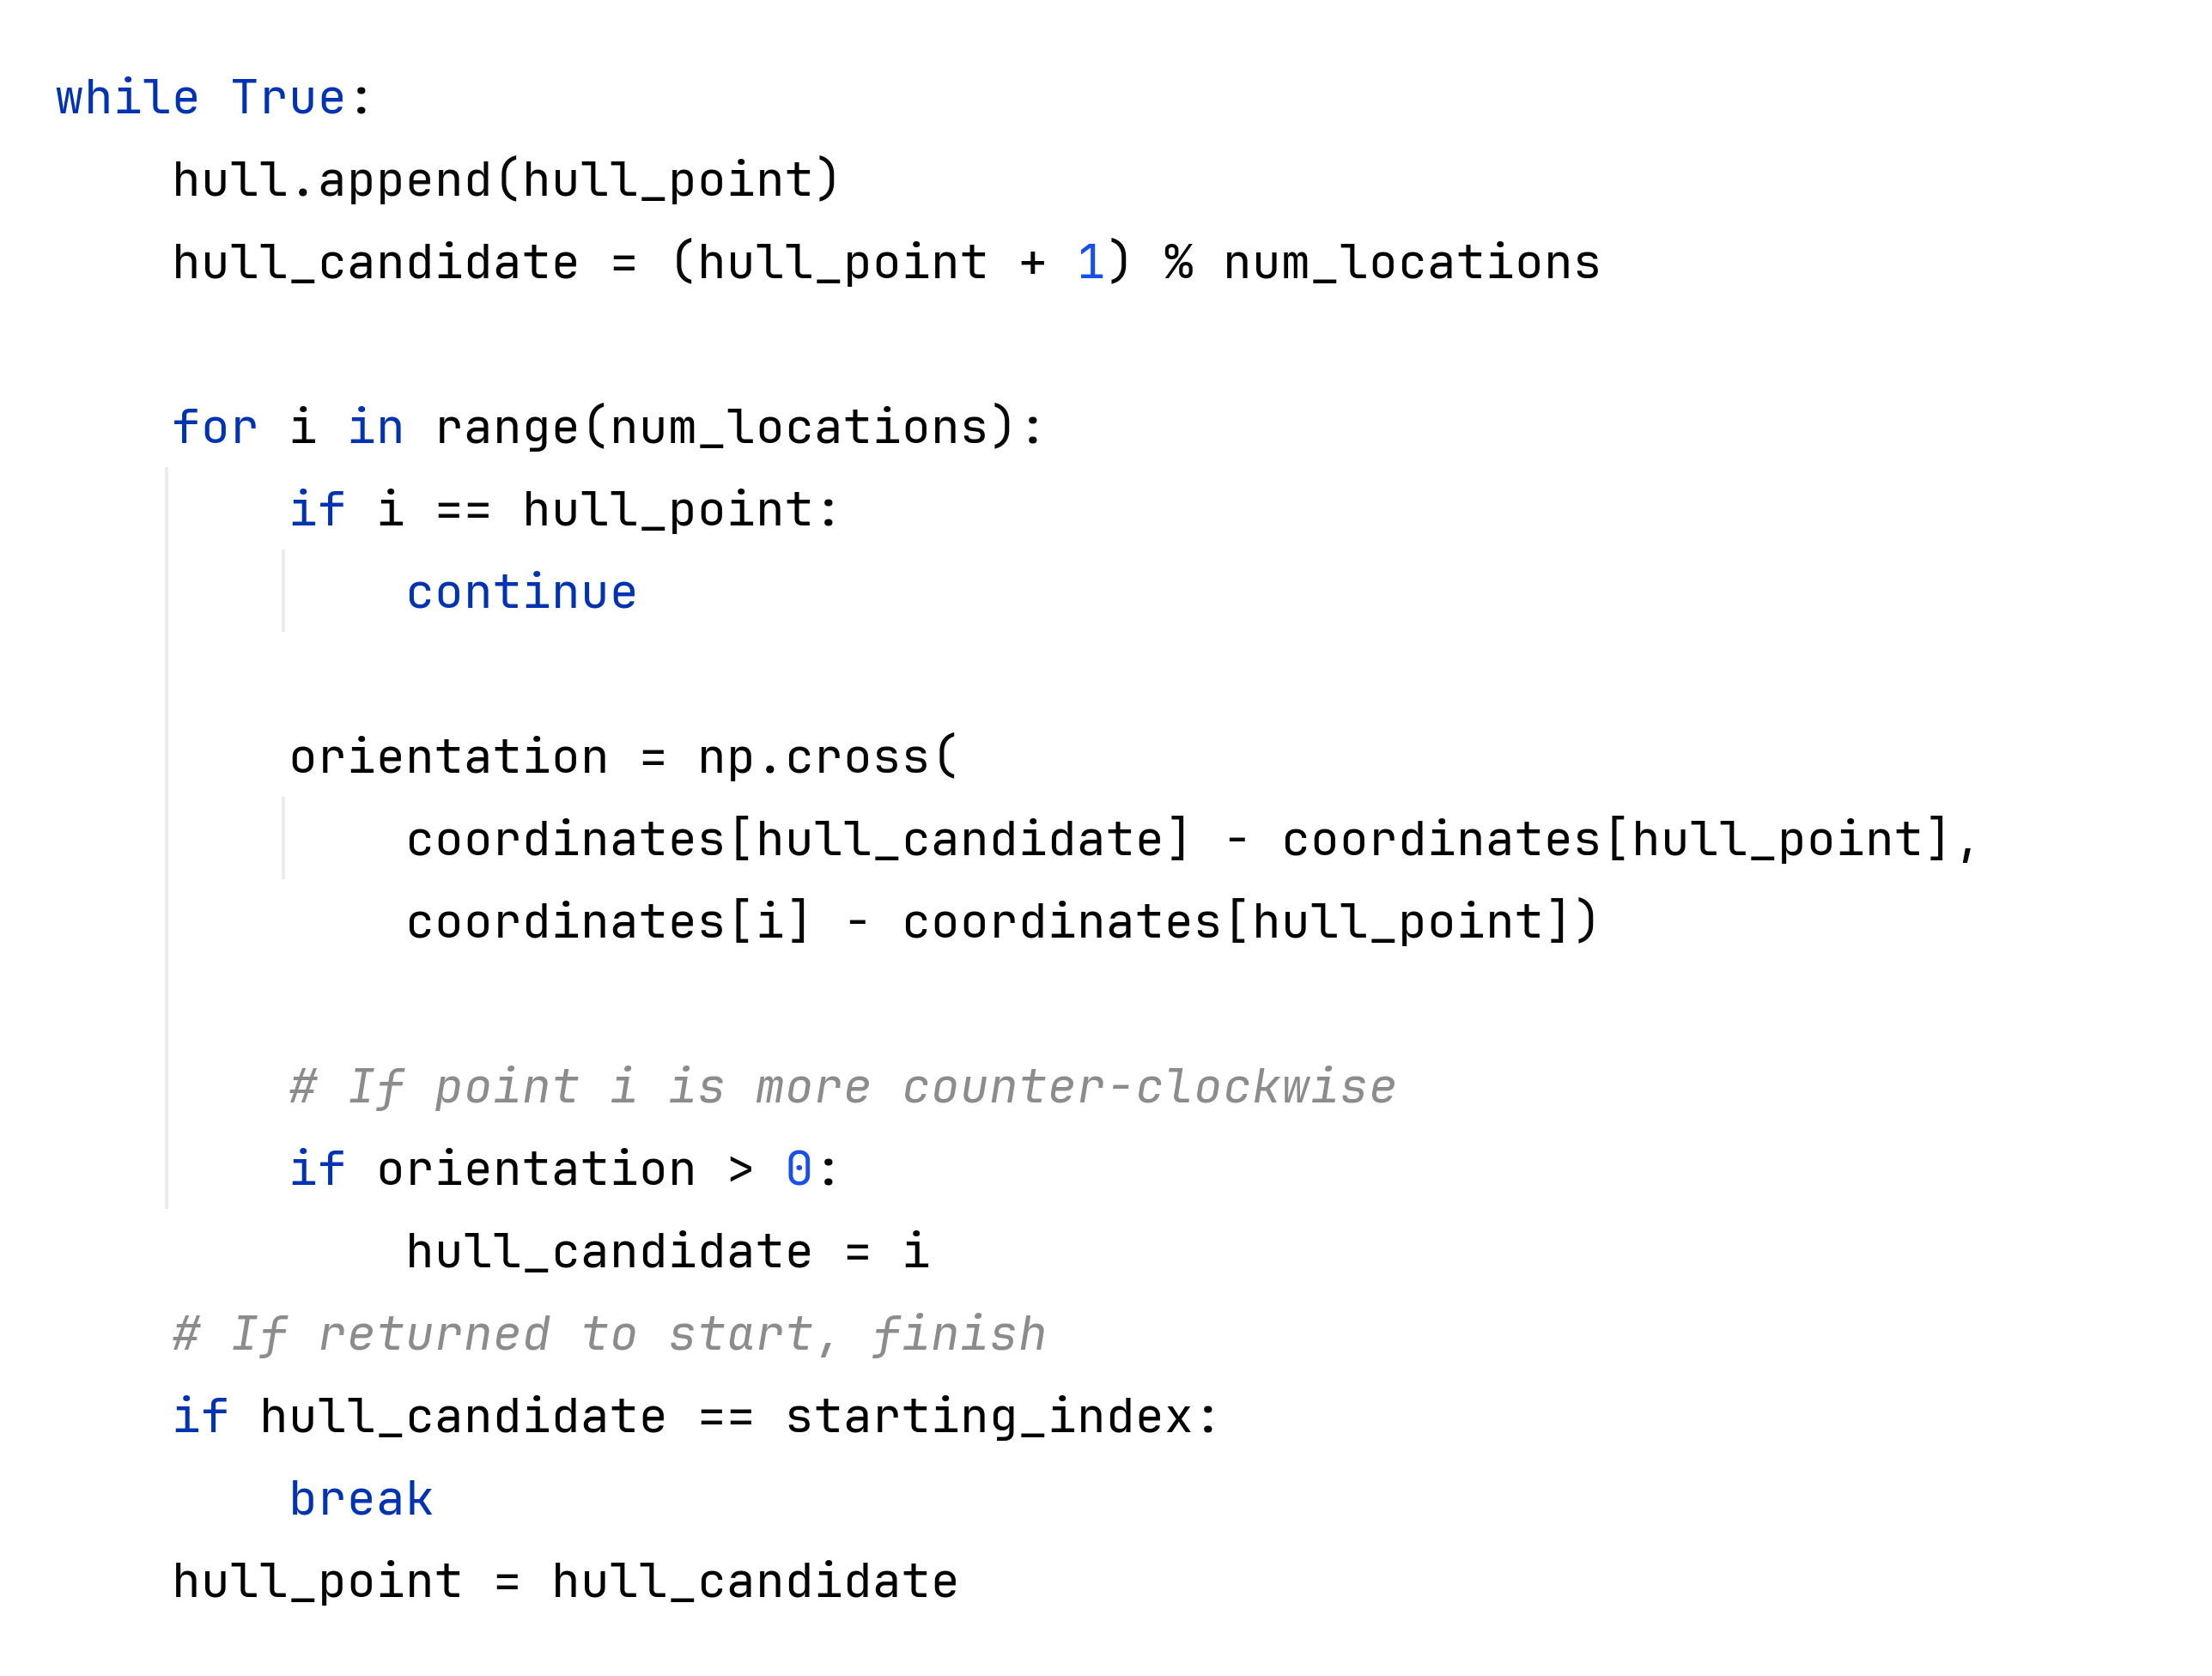 while True:
    hull.append(hull_point)
    hull_candidate = (hull_point + 1) % num_locations

    for i in range(num_locations):
        if i == hull_point:
            continue

        orientation = np.cross(
            coordinates[hull_candidate] - coordinates[hull_point],
            coordinates[i] - coordinates[hull_point])

        # If point i is more counter-clockwise
        if orientation > 0:
            hull_candidate = i
    # If returned to start, finish
    if hull_candidate == starting_index:
        break
    hull_point = hull_candidate